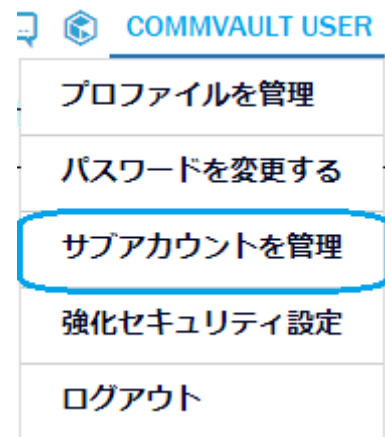 COMMVAULT USER
プロファイルを管理
パスワードを変更する
サブアカウントを管理
強化セキュリティ設定
ログアウト